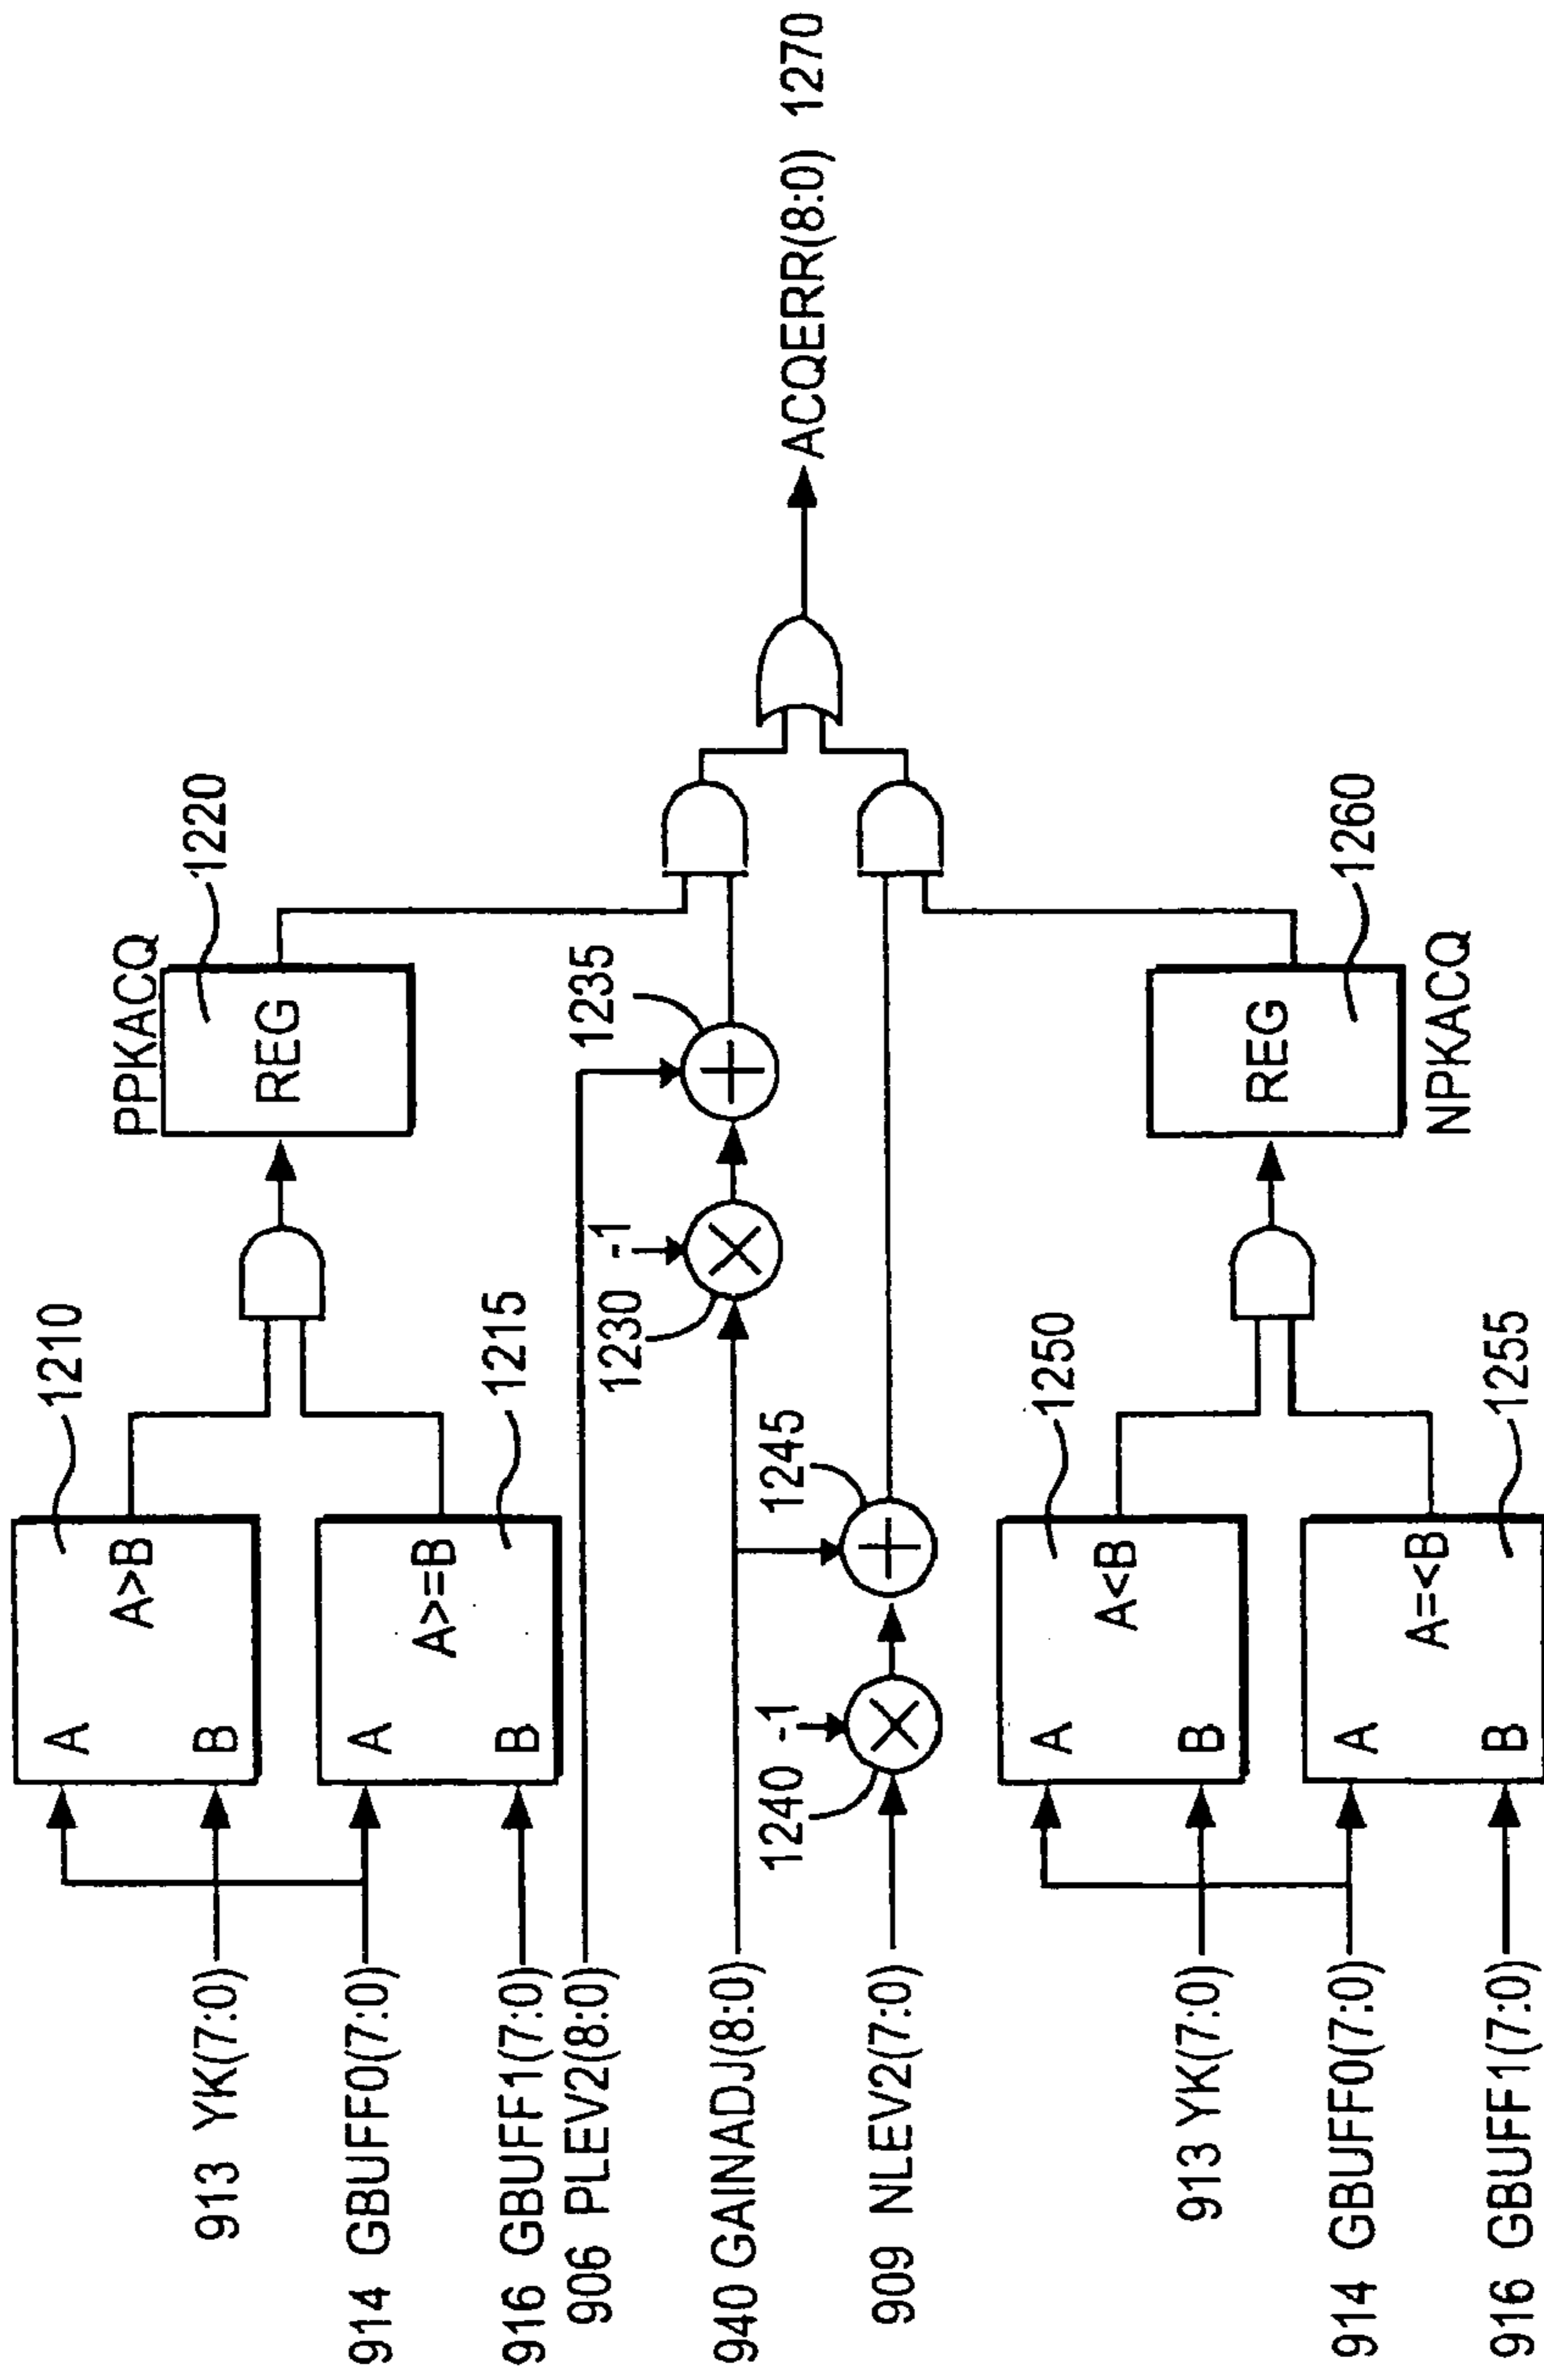 1210
A
A>B
B
913 YK(7:0)
PPKACQ
1220
REG
914 GBUFF0(7:0)
A
A>=B
B
1215
916 GBUFF1(7:0)
906 PLEV2(8:0)
1230
-1
1235
940 GAINADJ(8:0)
1240
-1
1245
ACQERR(8:0) 1270
909 NLEV2(7:0)
1250
A
A<B
B
913 YK(7:0)
REG
1260
NPKACQ
914 GBUFF0(7:0)
A
A=<B
B
1255
916 GBUFF1(7:0)